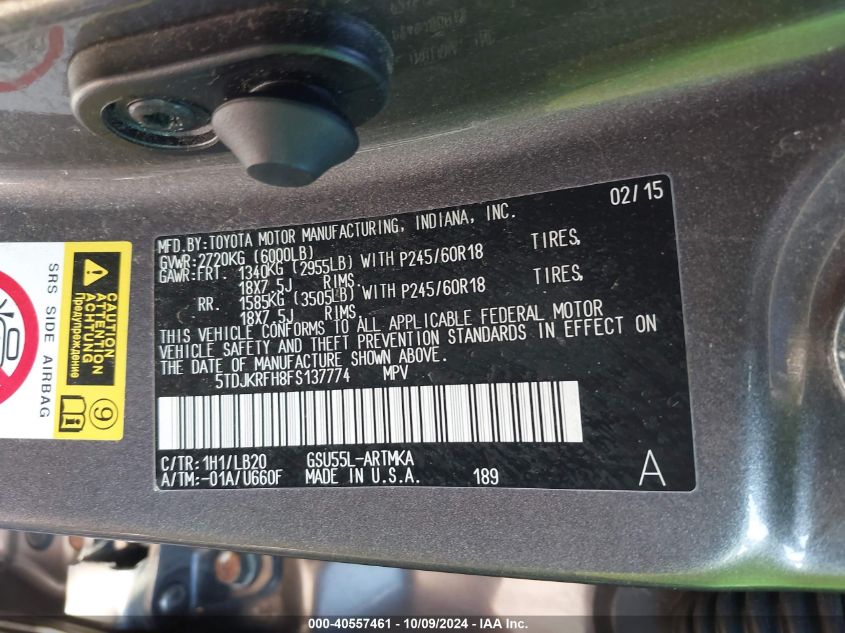 02/15
MFD.BY:TOYOTA MOTOR MANUFACTURING, INDIANA, INC.
GVWR:2720KG (6000LB)
GAWR:FRT. 1340KG (2955LB) WITH P245/60R18 TIRES,
18X7.5J RIMS.
RR. 1585KG (3505LB) WITH P245/60R18 TIRES,
18X7.5J RIMS.
THIS VEHICLE CONFORMS TO ALL APPLICABLE FEDERAL MOTOR
VEHICLE SAFETY AND THEFT PREVENTION STANDARDS IN EFFECT ON
THE DATE OF MANUFACTURE SHOWN ABOVE.
5TDJKRFH8FS137774 MPV
C/TR:1H1/LB20 GSU55L-ARTMKA
A/TM:-01A/U660F MADE IN U.S.A. 189 A
SRS SIDE AIRBAG
CAUTION
ATTENTION
ACHTUNG
Предупреждение
9
000-40557461 - 10/09/2024 - IAA Inc.